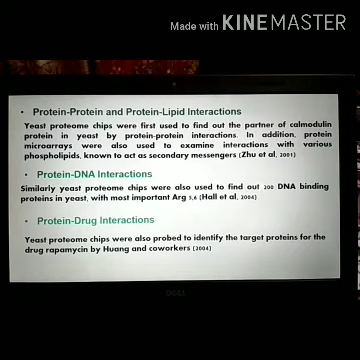 Made with KINEMASTER
• Protein-Protein and Protein-Lipid Interactions
Yeast proteome chips were first used to find out the partner of calmodulin
protein in yeast by protein-protein interactions. In addition, protein
microarrays were also used to examine interactions with various
phospholipids, known to act as secondary messengers (Zhu et al, 2001)
• Protein-DNA Interactions
Similarly yeast proteome chips were also used to find out 200 DNA binding
proteins in yeast, with most important Arg 5,6 (Hall et al, 2004)
• Protein-Drug Interactions
Yeast proteome chips were also probed to identify the target proteins for the
drug rapamycin by Huang and coworkers (2004)
DELL